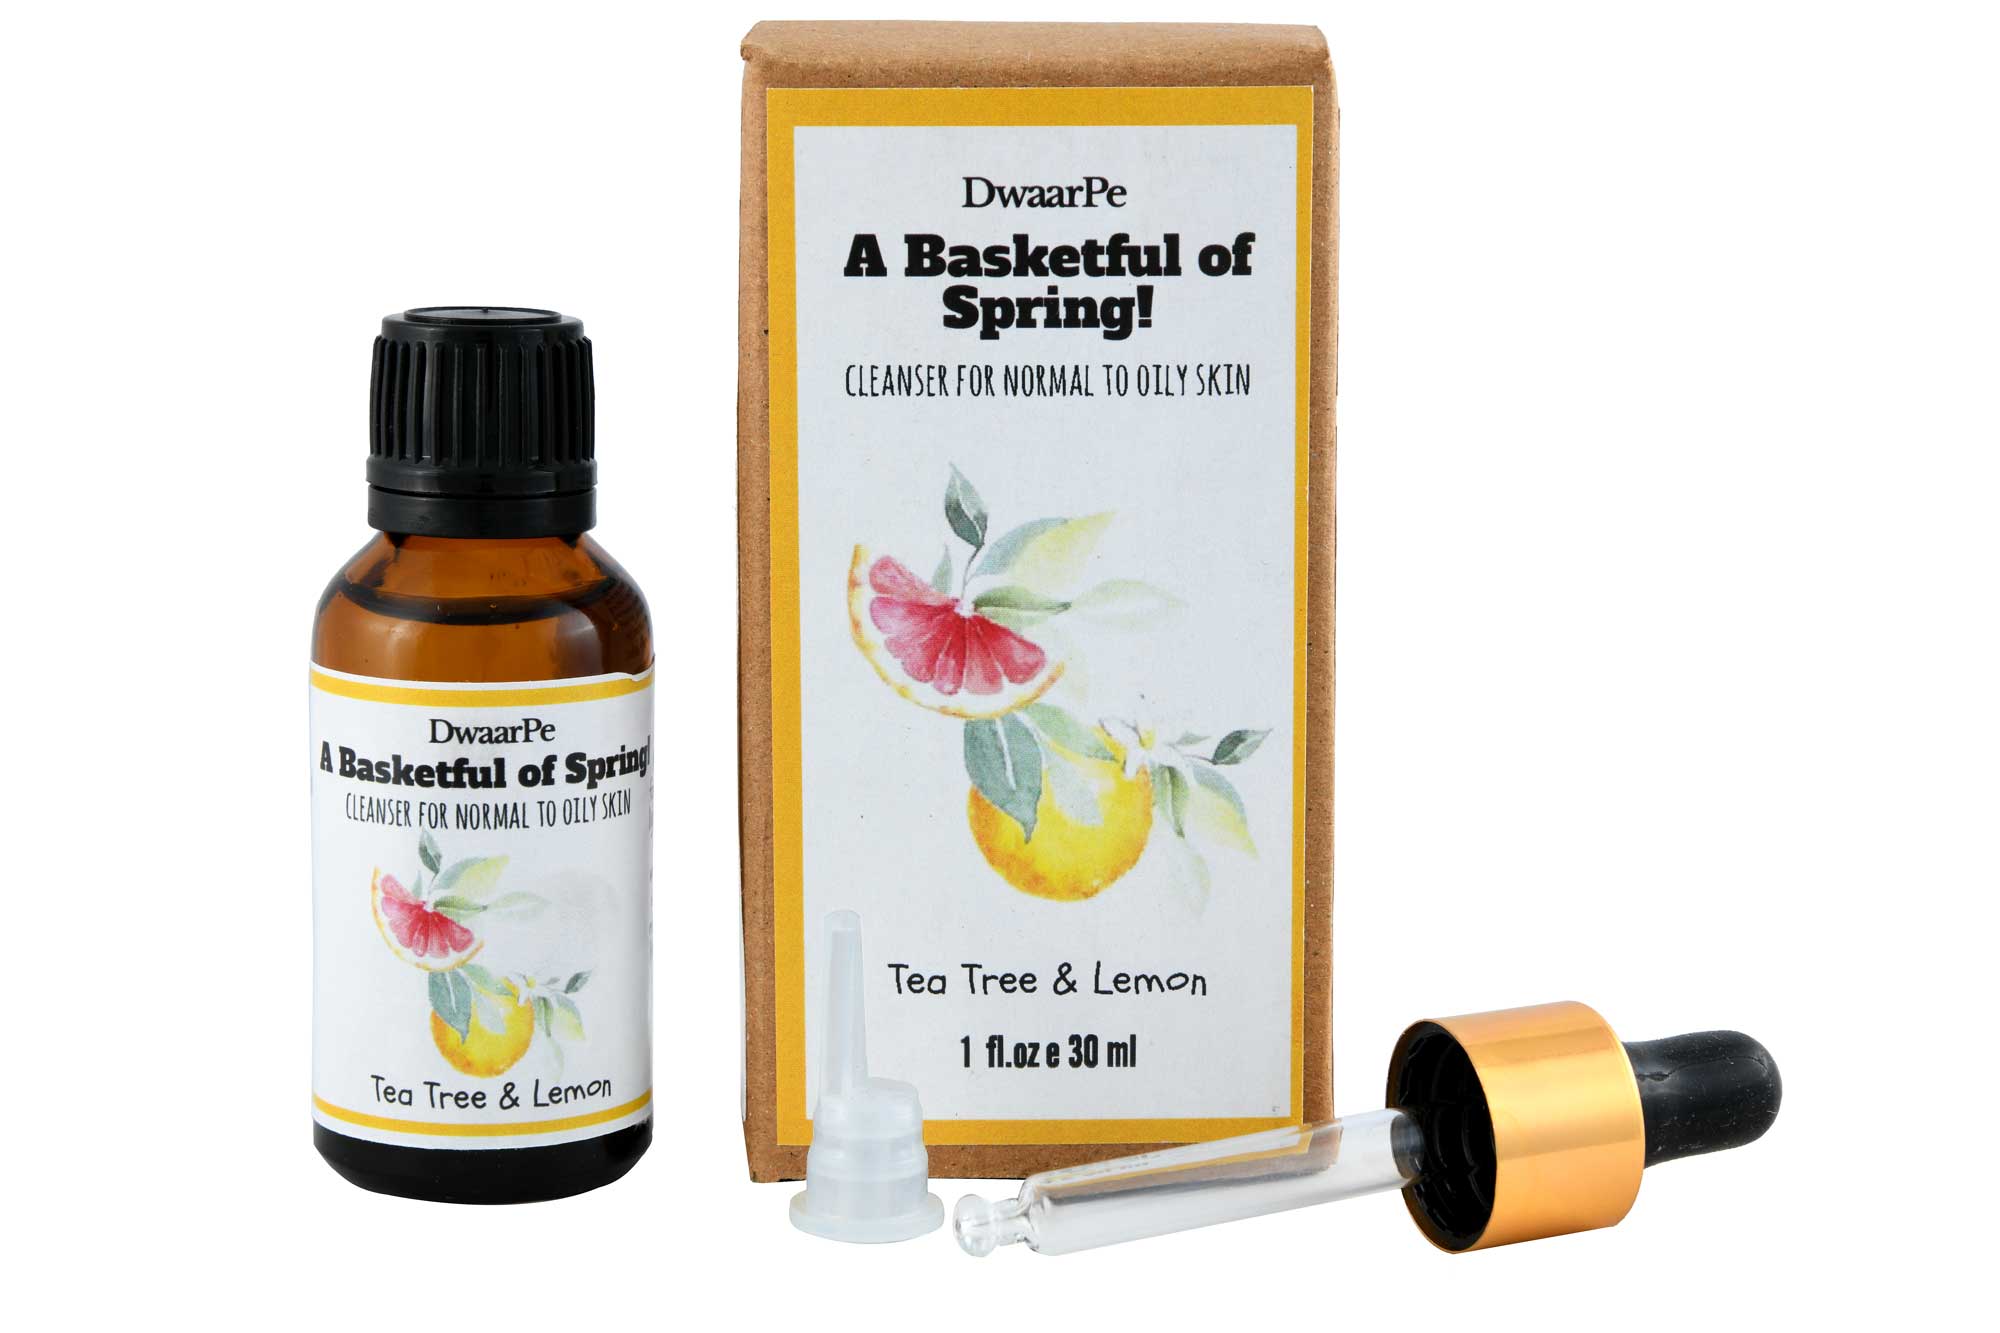 DwaarPe
A Basketful of
Spring!
CLEANSER FOR NORMAL TO OILY SKIN
Tea Tree & Lemon
1 fl.oz e 30 ml
DwaarPe
A Basketful of Spring!
CLEANSER FOR NORMAL TO OILY SKIN
Tea Tree & Lemon